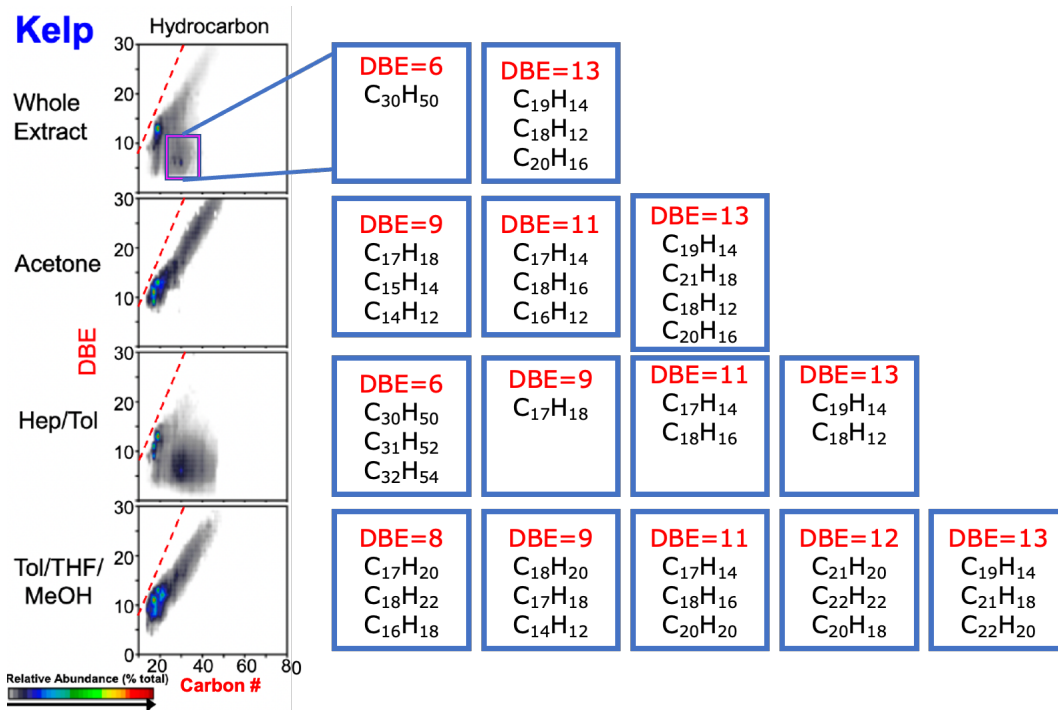 Kelp
Hydrocarbon
30
20
10
0
Whole
Extract
DBE=6
C₃₀H₅₀
DBE=13
C₁₉H₁₄
C₁₈H₁₂
C₂₀H₁₆
30
20
10
Acetone
DBE=9
C₁₇H₁₈
C₁₅H₁₄
C₁₄H₁₂
DBE=11
C₁₇H₁₄
C₁₈H₁₆
C₁₆H₁₂
DBE=13
C₁₉H₁₄
C₂₁H₁₈
C₁₈H₁₂
C₂₀H₁₆
DBE
30
20
10
0
Hep/Tol
DBE=6
C₃₀H₅₀
C₃₁H₅₂
C₃₂H₅₄
DBE=9
C₁₇H₁₈
DBE=11
C₁₇H₁₄
C₁₈H₁₆
DBE=13
C₁₉H₁₄
C₁₈H₁₂
30
20
10
0
Tol/THF/
MeOH
DBE=8
C₁₇H₂₀
C₁₈H₂₂
C₁₆H₁₈
DBE=9
C₁₈H₂₀
C₁₇H₁₈
C₁₄H₁₂
DBE=11
C₁₇H₁₄
C₁₈H₁₆
C₂₀H₂₀
DBE=12
C₂₁H₂₀
C₂₂H₂₂
C₂₀H₁₈
DBE=13
C₁₉H₁₄
C₂₁H₁₈
C₂₂H₂₀
20 40 60 80
Relative Abundance (% total)
Carbon #